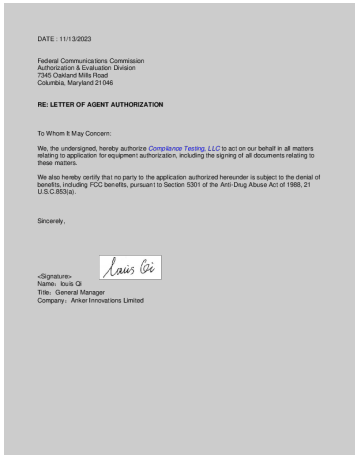 DATE : 11/13/2023
Federal Communications Commission
Authorization & Evaluation Division
7345 Oakland Mills Road
Columbia, Maryland 21046
RE: LETTER OF AGENT AUTHORIZATION
To Whom It May Concern:
We, the undersigned, hereby authorize Compliance Testing, LLC to act on our behalf in all matters
relating to application for equipment authorization, including the signing of all documents relating to
these matters.
We also hereby certify that no party to the application authorized hereunder is subject to the denial of
benefits, including FCC benefits, pursuant to Section 5301 of the Anti-Drug Abuse Act of 1988, 21
U.S.C.853(a).
Sincerely,
louis Qi
<Signature>
Name: louis Qi
Title: General Manager
Company: Anker Innovations Limited